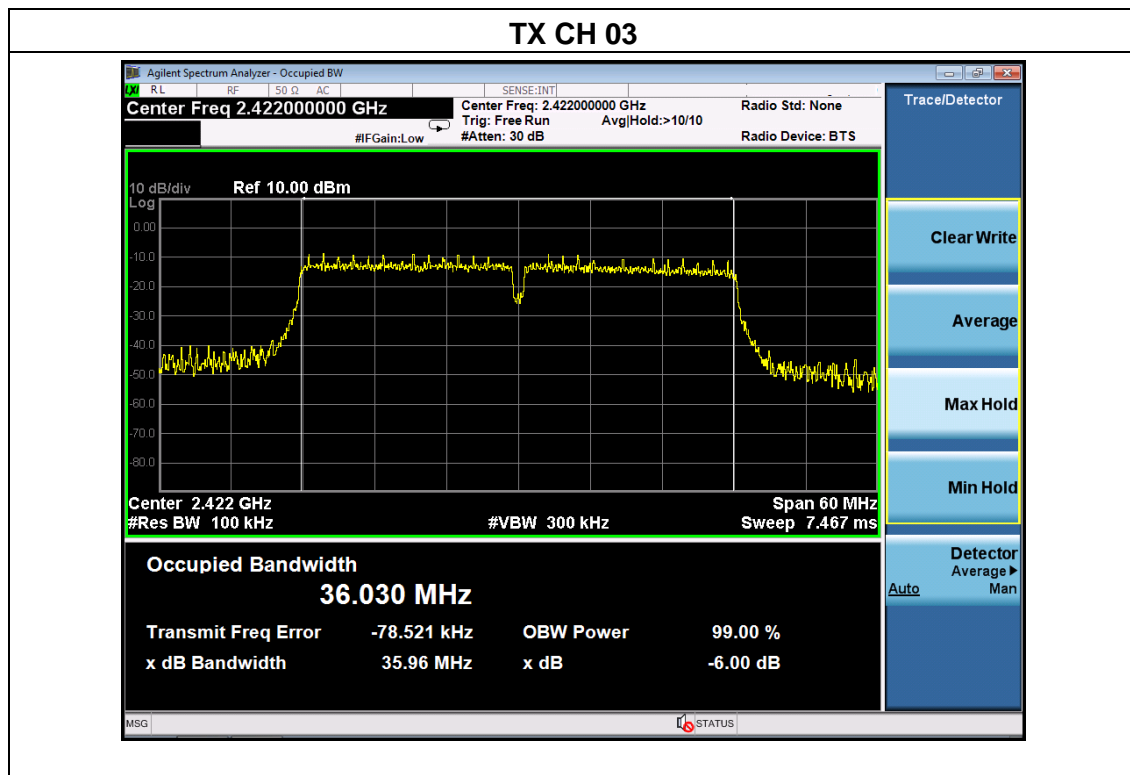 TX CH 03
Agilent Spectrum Analyzer - Occupied BW
LXI RL RF 50 Ω AC SENSE:INT
Center Freq 2.422000000 GHz
Center Freq: 2.422000000 GHz
Radio Std: None
Trig: Free Run Avg|Hold:>10/10
#IFGain:Low
#Atten: 30 dB
Radio Device: BTS
Trace/Detector
10 dB/div Ref 10.00 dBm
Log
0.00
-10.0
-20.0
-30.0
-40.0
-50.0
-60.0
-70.0
-80.0
Clear Write
Average
Max Hold
Min Hold
Center 2.422 GHz Span 60 MHz
#Res BW 100 kHz #VBW 300 kHz Sweep 7.467 ms
Detector
Average
Auto Man
Occupied Bandwidth
36.030 MHz
Transmit Freq Error -78.521 kHz OBW Power 99.00 %
x dB Bandwidth 35.96 MHz x dB -6.00 dB
MSG STATUS